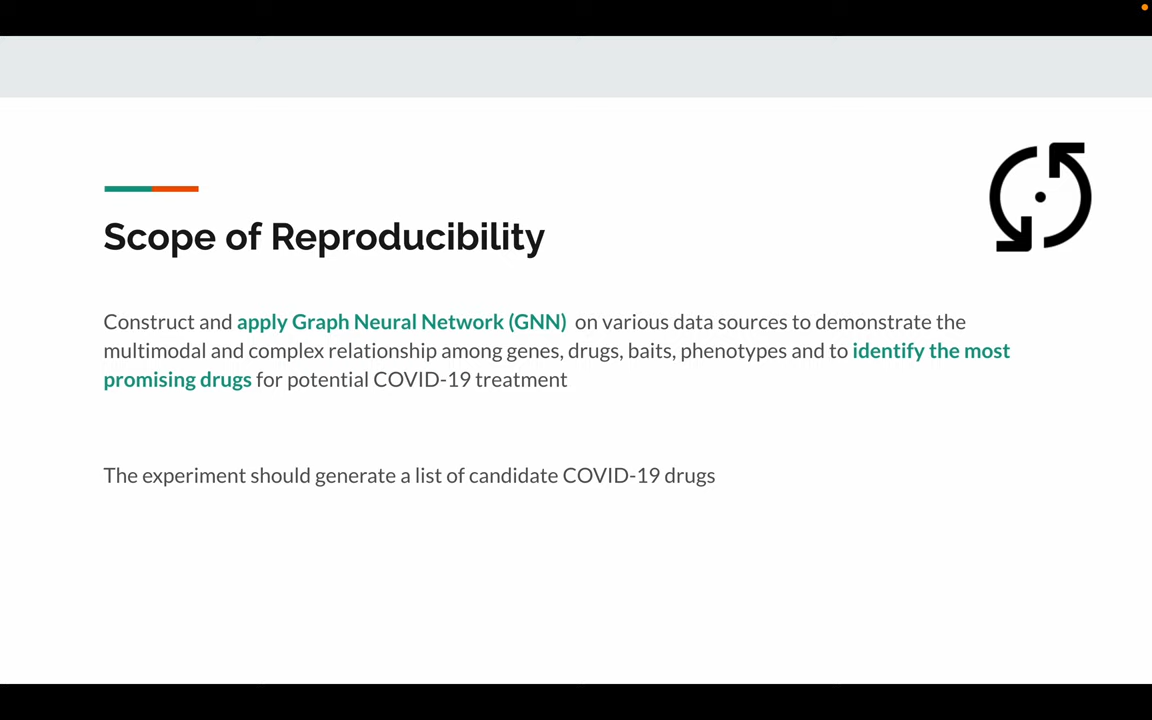 Scope of Reproducibility
Construct and apply Graph Neural Network (GNN) on various data sources to demonstrate the
multimodal and complex relationship among genes, drugs, baits, phenotypes and to identify the most
promising drugs for potential COVID-19 treatment
The experiment should generate a list of candidate COVID-19 drugs